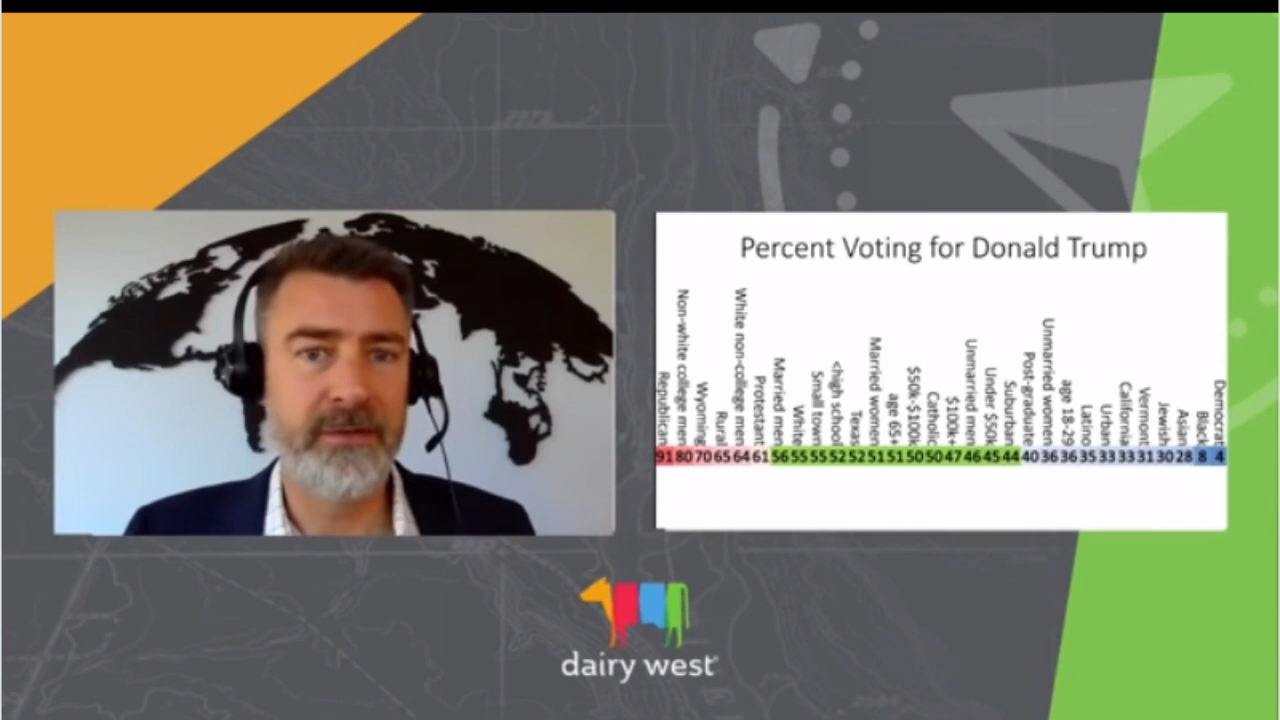 Percent Voting for Donald Trump
Republican
Non-white college men
Wyoming
Rural
White non-college men
Protestant
Married men
White
Small town
<high school
Texas
Married women
age 65+
$50k-$100k
Catholic
$100k+
Unmarried men
Under $50k
Suburban
Post-graduate
Unmarried women
age 18-29
Latino
Urban
California
Vermont
Jewish
Asian
Black
Democrat
91 80 70 65 64 61 56 55 55 52 52 51 51 50 50 47 46 45 44 40 36 36 35 33 33 31 30 28 8 4
dairy west